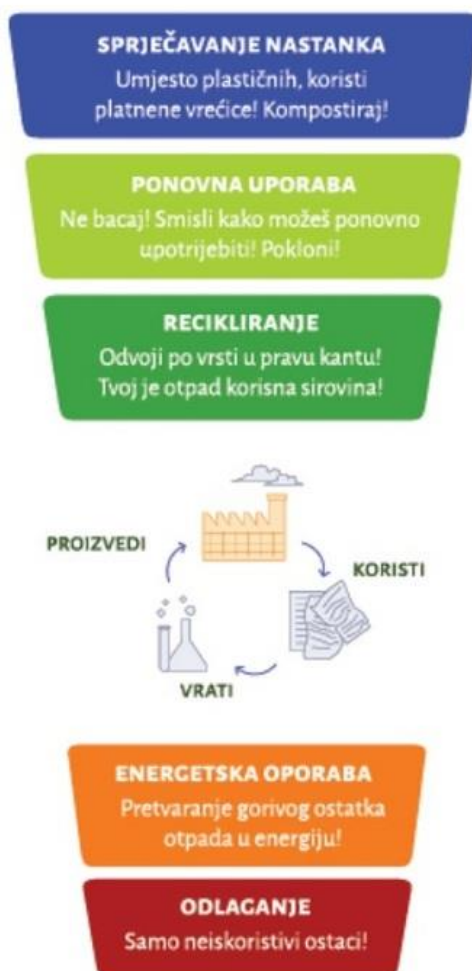 SPRJEČAVANJE NASTANKA
Umjesto plastičnih, koristi
platnene vrećice! Kompostiraj!
PONOVNA UPORABA
Ne bacaj! Smisli kako možeš ponovno
upotrijebiti! Pokloni!
RECIKLIRANJE
Odvoji po vrsti u pravu kantu!
Tvoj je otpad korisna sirovina!
PROIZVEDI
KORISTI
VRATI
ENERGETSKA OPORABA
Pretvaranje gorivog ostatka
otpada u energiju!
ODLAGANJE
Samo neiskoristivi ostaci!